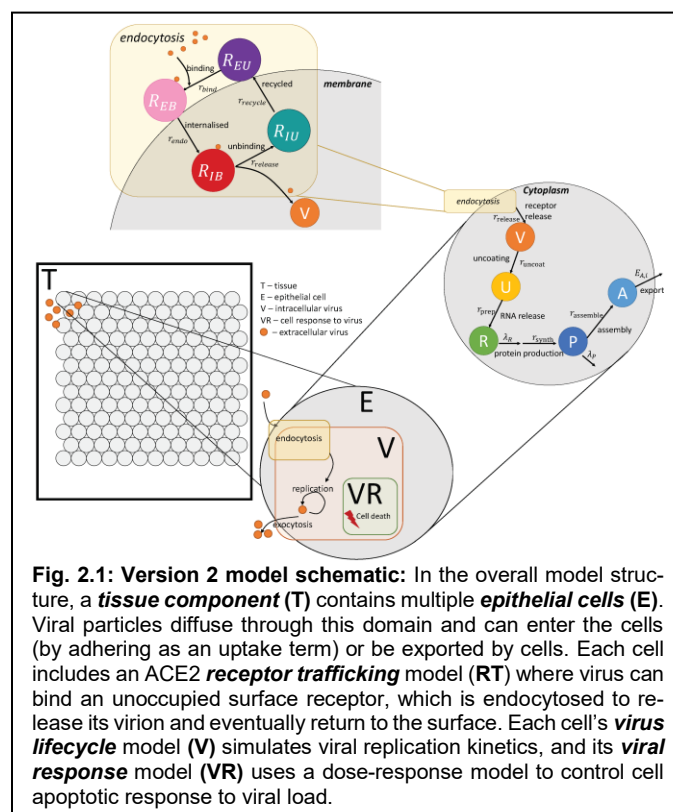 endocytosis
binding
R_EU
r_bind
recycled
membrane
R_EB
internalised
r_recycle
r_endo
unbinding
R_IU
R_IB
r_release
V
Cytoplasm
endocytosis
receptor
release
r_release
V
uncoating
r_uncoat
U
r_prep
RNA release
R
λ_R
r_synth
protein production
P
λ_P
r_assemble
assembly
A
E_A,i
export
T
T – tissue
E – epithelial cell
V – intracellular virus
VR – cell response to virus
– extracellular virus
E
endocytosis
V
replication
VR
Cell death
exocytosis
Fig. 2.1: Version 2 model schematic: In the overall model struc-
ture, a tissue component (T) contains multiple epithelial cells (E).
Viral particles diffuse through this domain and can enter the cells
(by adhering as an uptake term) or be exported by cells. Each cell
includes an ACE2 receptor trafficking model (RT) where virus can
bind an unoccupied surface receptor, which is endocytosed to re-
lease its virion and eventually return to the surface. Each cell's virus
lifecycle model (V) simulates viral replication kinetics, and its viral
response model (VR) uses a dose-response model to control cell
apoptotic response to viral load.